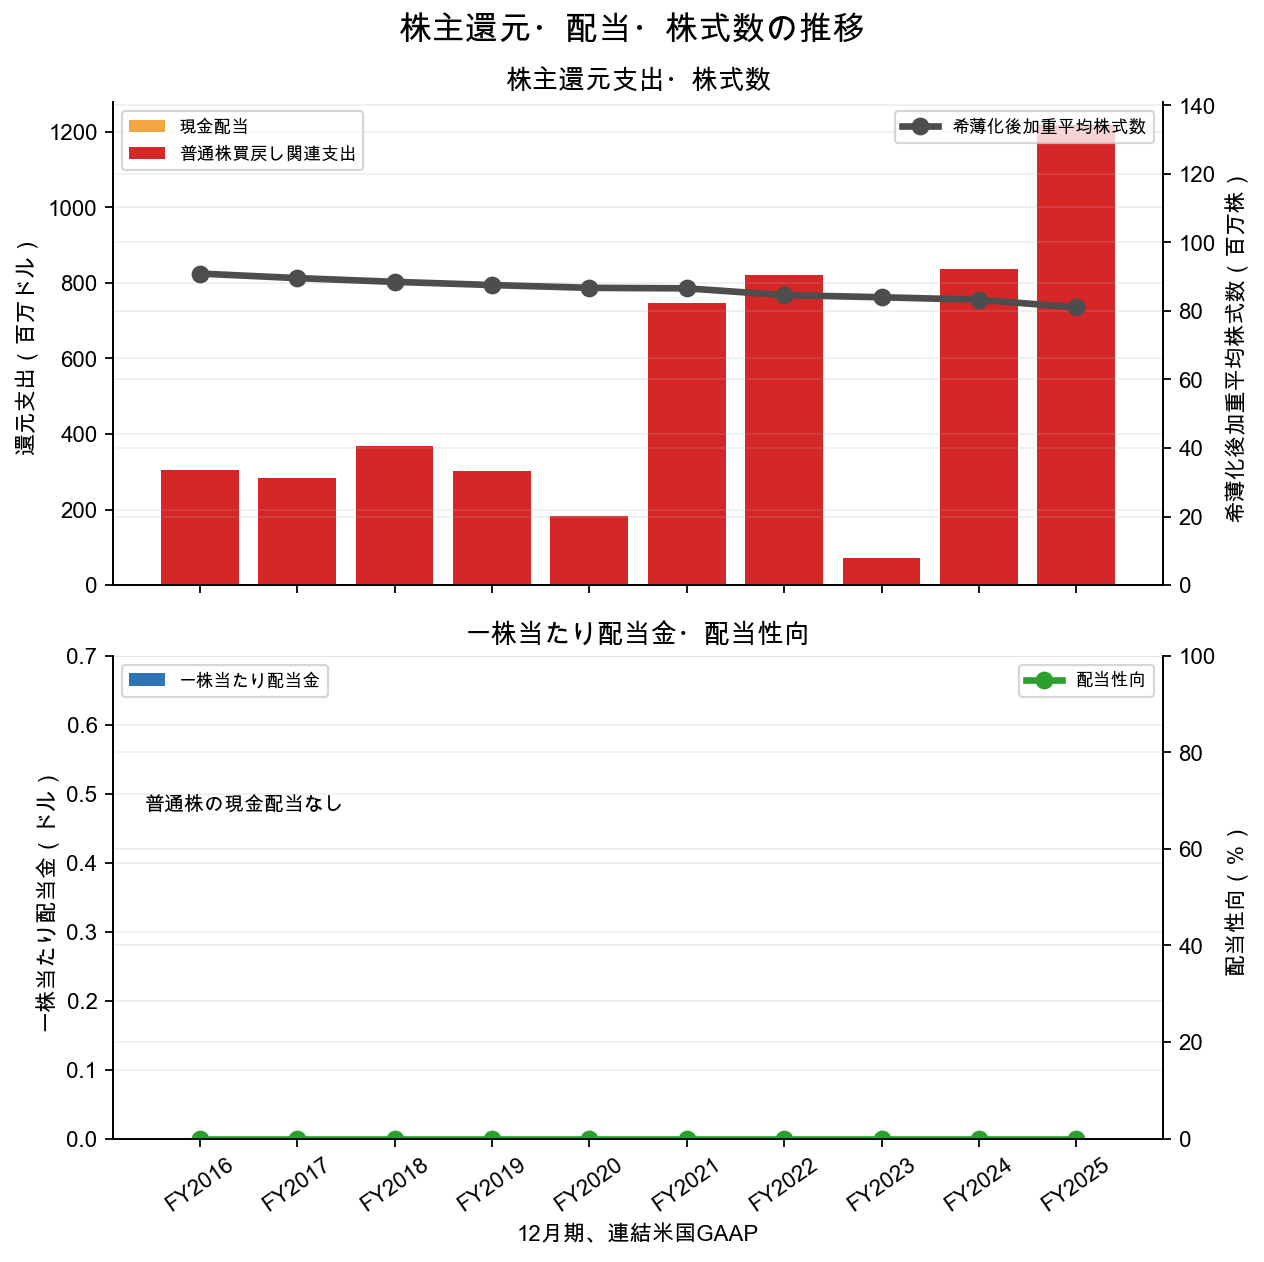 株主還元・配当・株式数の推移
株主還元支出・株式数
現金配当
普通株買戻し関連支出
希薄化後加重平均株式数
1200
1000
800
600
400
200
0
還元支出(百万ドル)
140
120
100
80
60
40
20
0
希薄化後加重平均株式数(百万株)
一株当たり配当金・配当性向
一株当たり配当金
配当性向
普通株の現金配当なし
0.7
0.6
0.5
0.4
0.3
0.2
0.1
0.0
一株当たり配当金(ドル)
100
80
60
40
20
0
配当性向(%)
FY2016
FY2017
FY2018
FY2019
FY2020
FY2021
FY2022
FY2023
FY2024
FY2025
12月期、連結米国GAAP